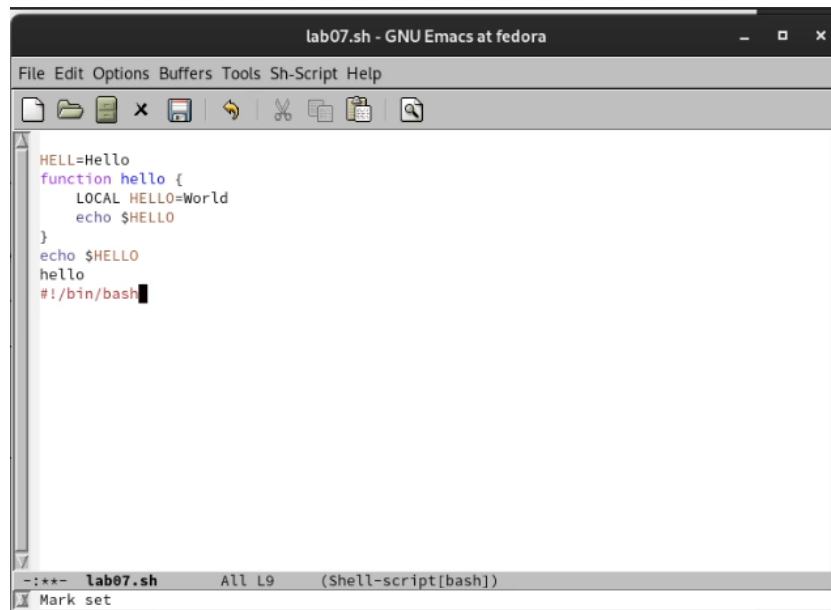 lab07.sh - GNU Emacs at fedora
File Edit Options Buffers Tools Sh-Script Help
HELL=Hello
function hello {
    LOCAL HELLO=World
    echo $HELLO
}
echo $HELLO
hello
#!/bin/bash
-:**-  lab07.sh      All L9     (Shell-script[bash])
Mark set